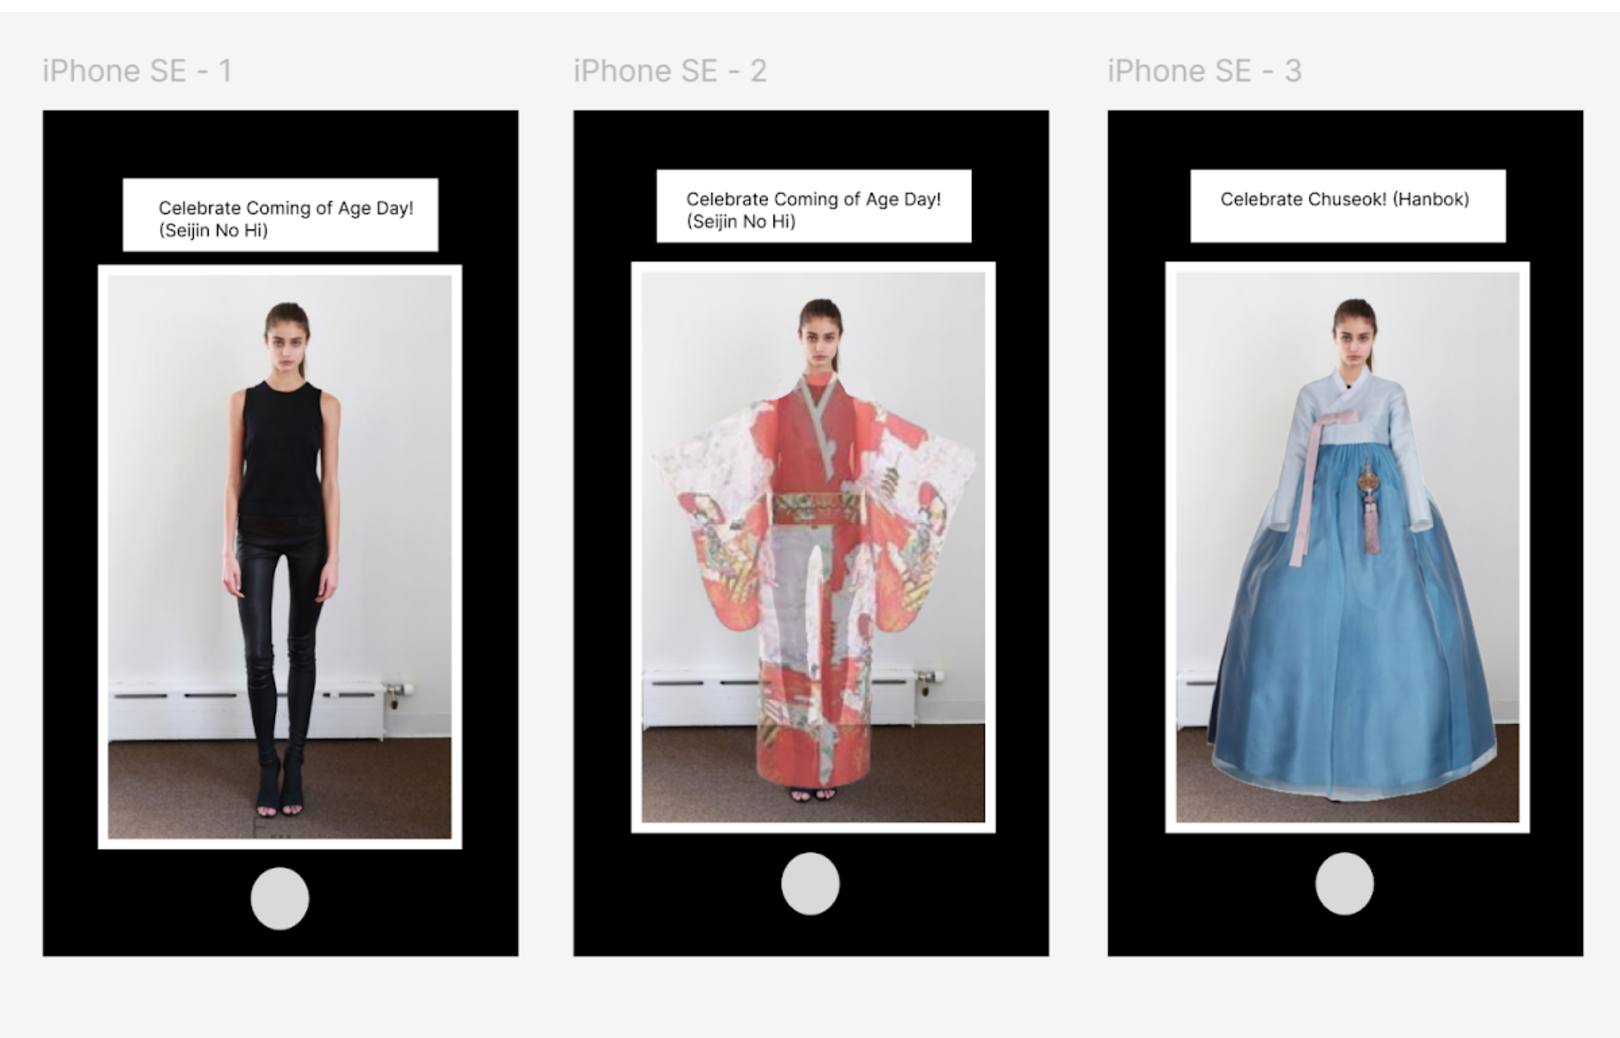 iPhone SE - 1
Celebrate Coming of Age Day!
(Seijin No Hi)
iPhone SE - 2
Celebrate Coming of Age Day!
(Seijin No Hi)
iPhone SE - 3
Celebrate Chuseok! (Hanbok)